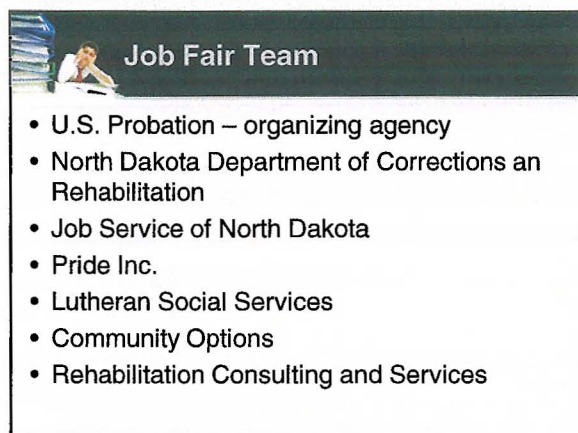 Job Fair Team
• U.S. Probation – organizing agency
• North Dakota Department of Corrections an
Rehabilitation
• Job Service of North Dakota
• Pride Inc.
• Lutheran Social Services
• Community Options
• Rehabilitation Consulting and Services